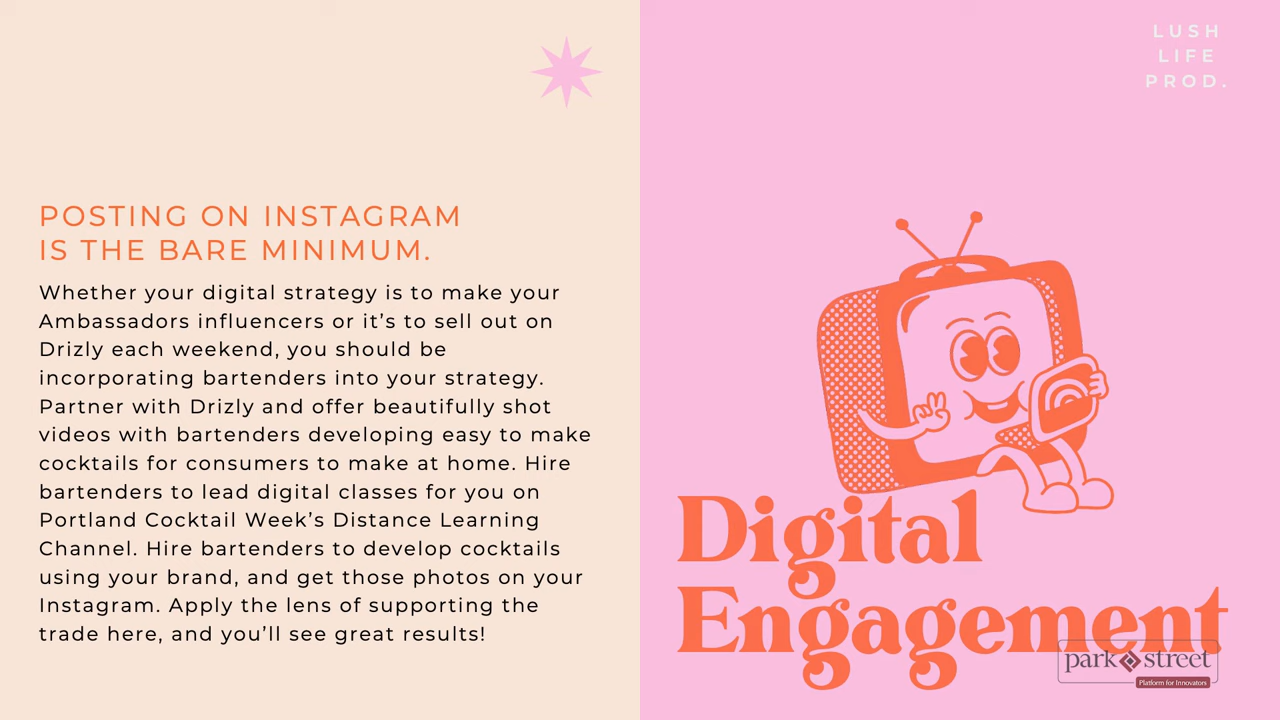 POSTING ON INSTAGRAM
IS THE BARE MINIMUM.
Whether your digital strategy is to make your
Ambassadors influencers or it’s to sell out on
Drizly each weekend, you should be
incorporating bartenders into your strategy.
Partner with Drizly and offer beautifully shot
videos with bartenders developing easy to make
cocktails for consumers to make at home. Hire
bartenders to lead digital classes for you on
Portland Cocktail Week’s Distance Learning
Channel. Hire bartenders to develop cocktails
using your brand, and get those photos on your
Instagram. Apply the lens of supporting the
trade here, and you’ll see great results!
LUSH
LIFE
PROD.
Digital
Engagement
park street
Platform for Innovators